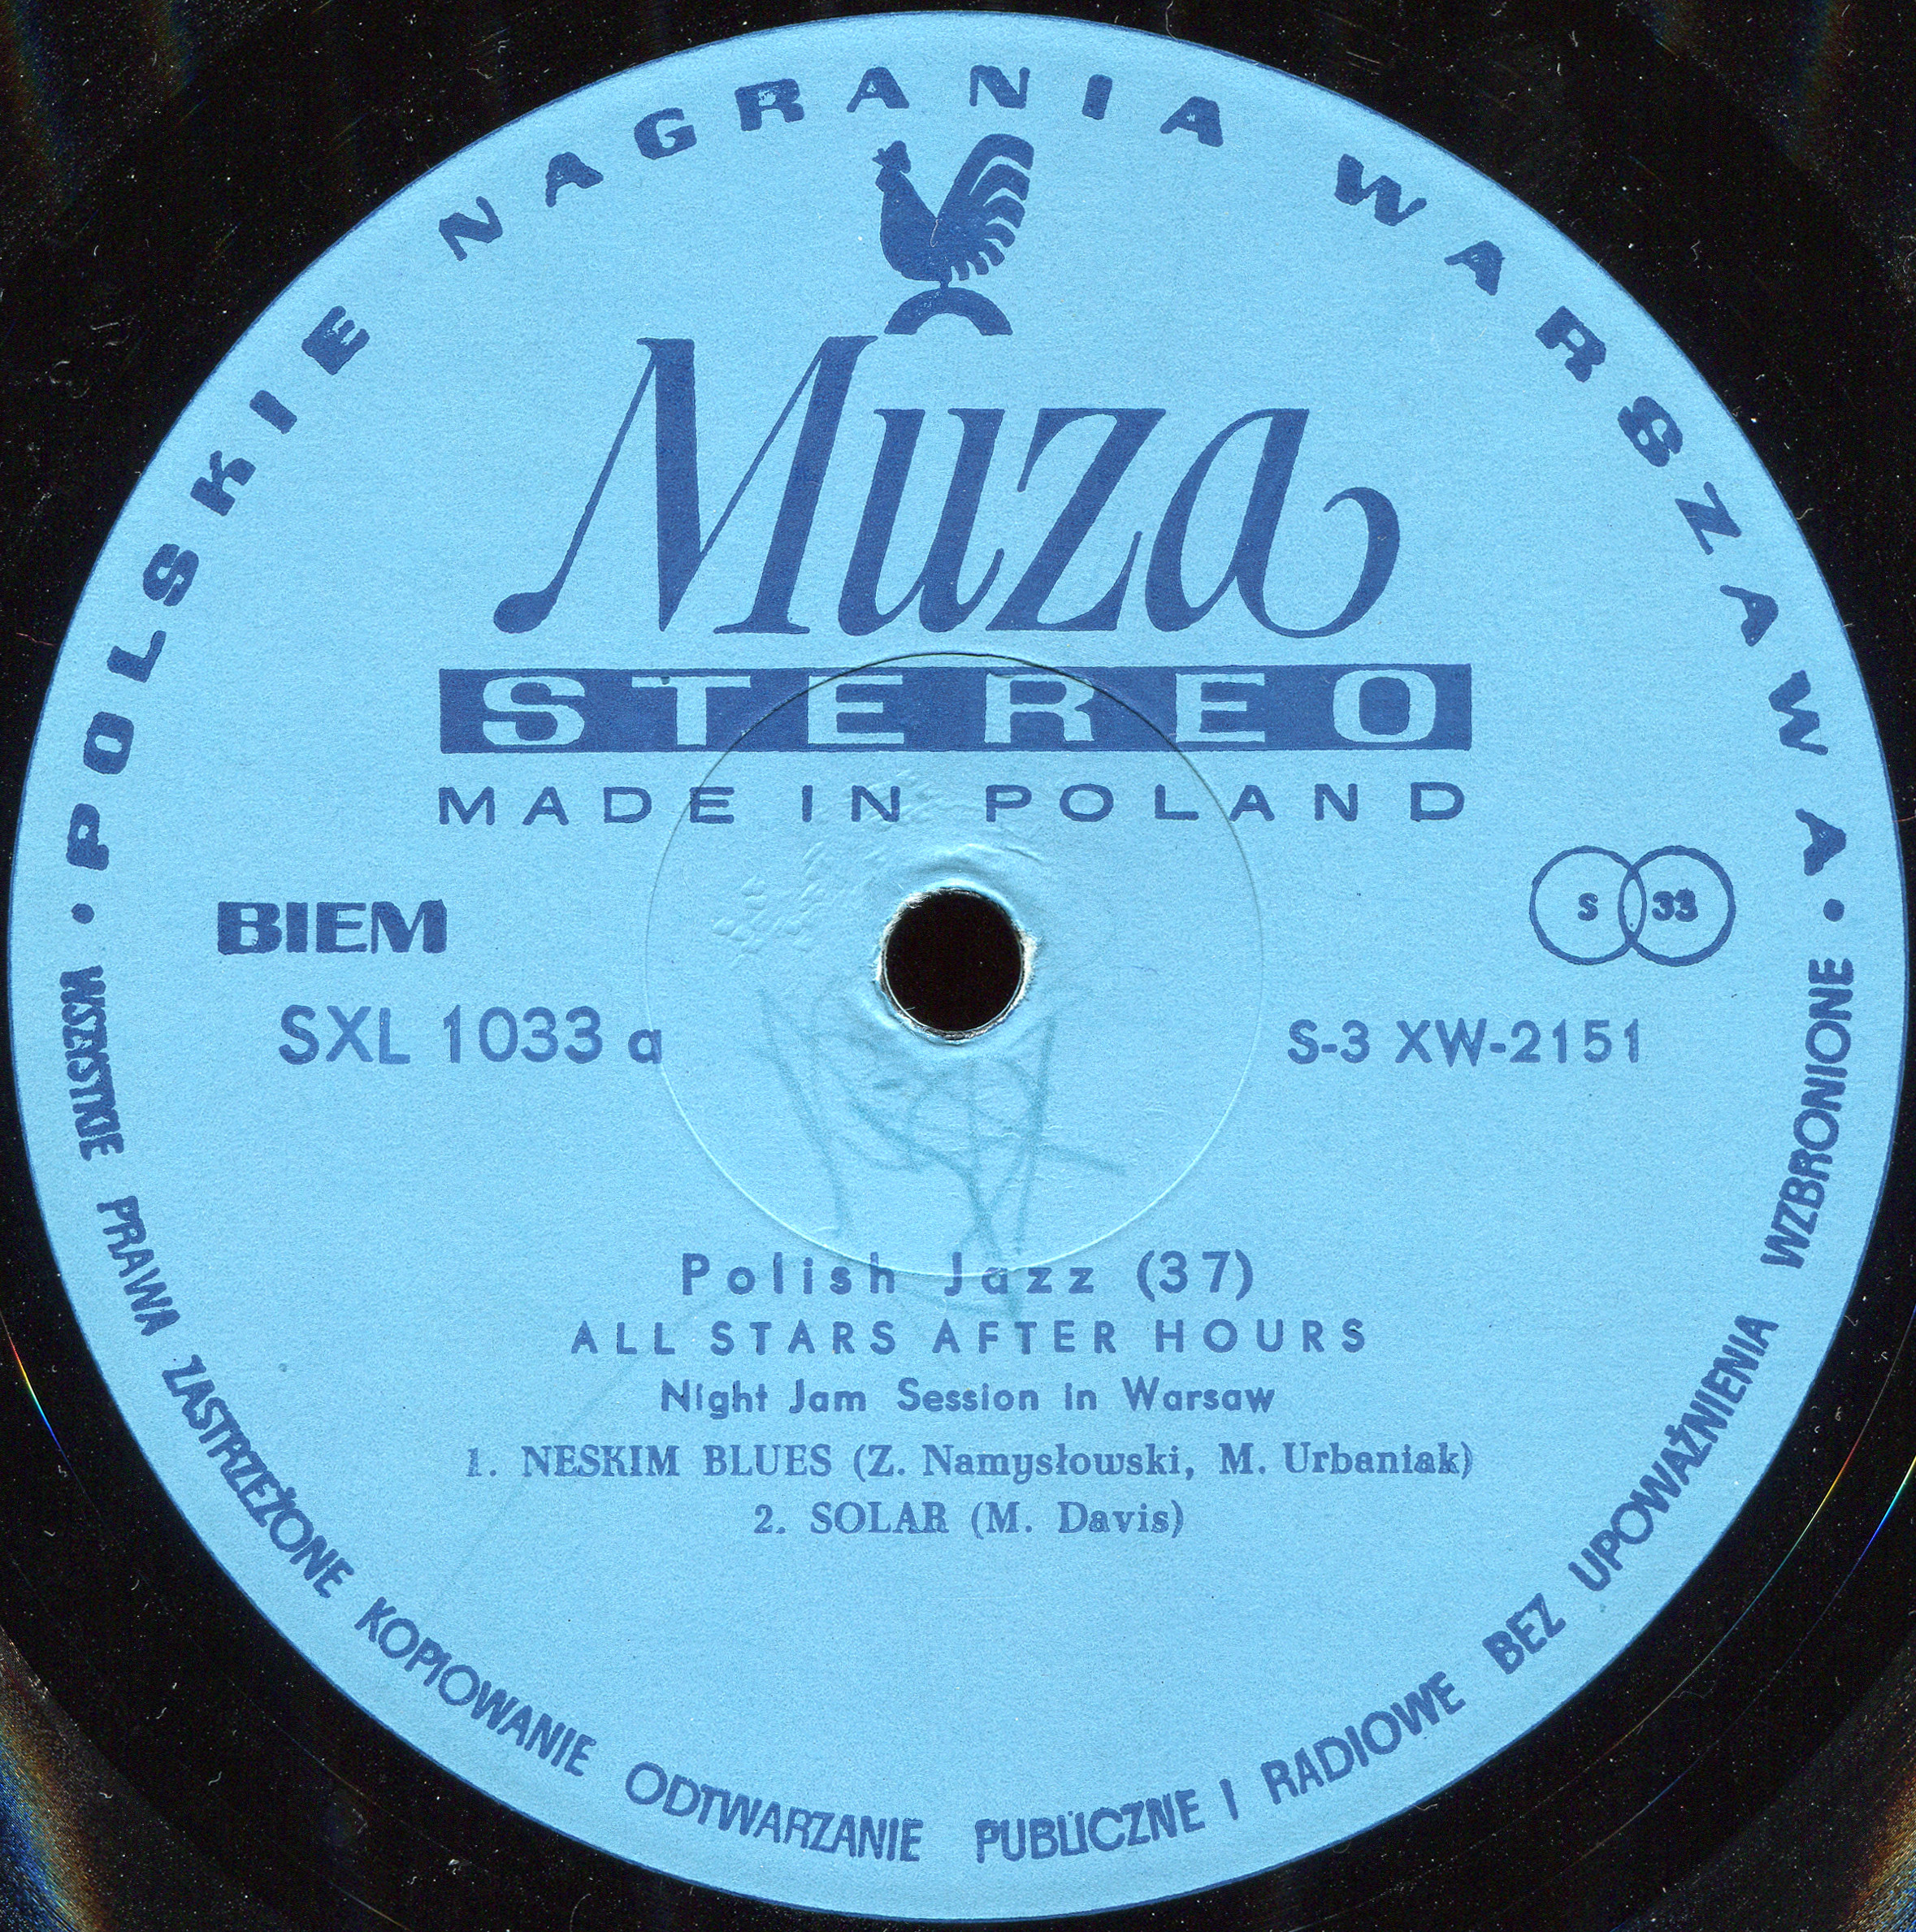 POLSKIE NAGRANIA WARSZAWA
Muza
STEREO
MADE IN POLAND
BIEM
S 33
SXL 1033 a
S-3 XW-2151
Polish Jazz (37)
ALL STARS AFTER HOURS
Night Jam Session in Warsaw
1. NESKIM BLUES (Z. Namysłowski, M. Urbaniak)
2. SOLAR (M. Davis)
• WSZYSTKIE PRAWA ZASTRZEŻONE KOPIOWANIE ODTWARZANIE PUBLICZNE I RADIOWE BEZ UPOWAŻNIENIA WZBRONIONE •